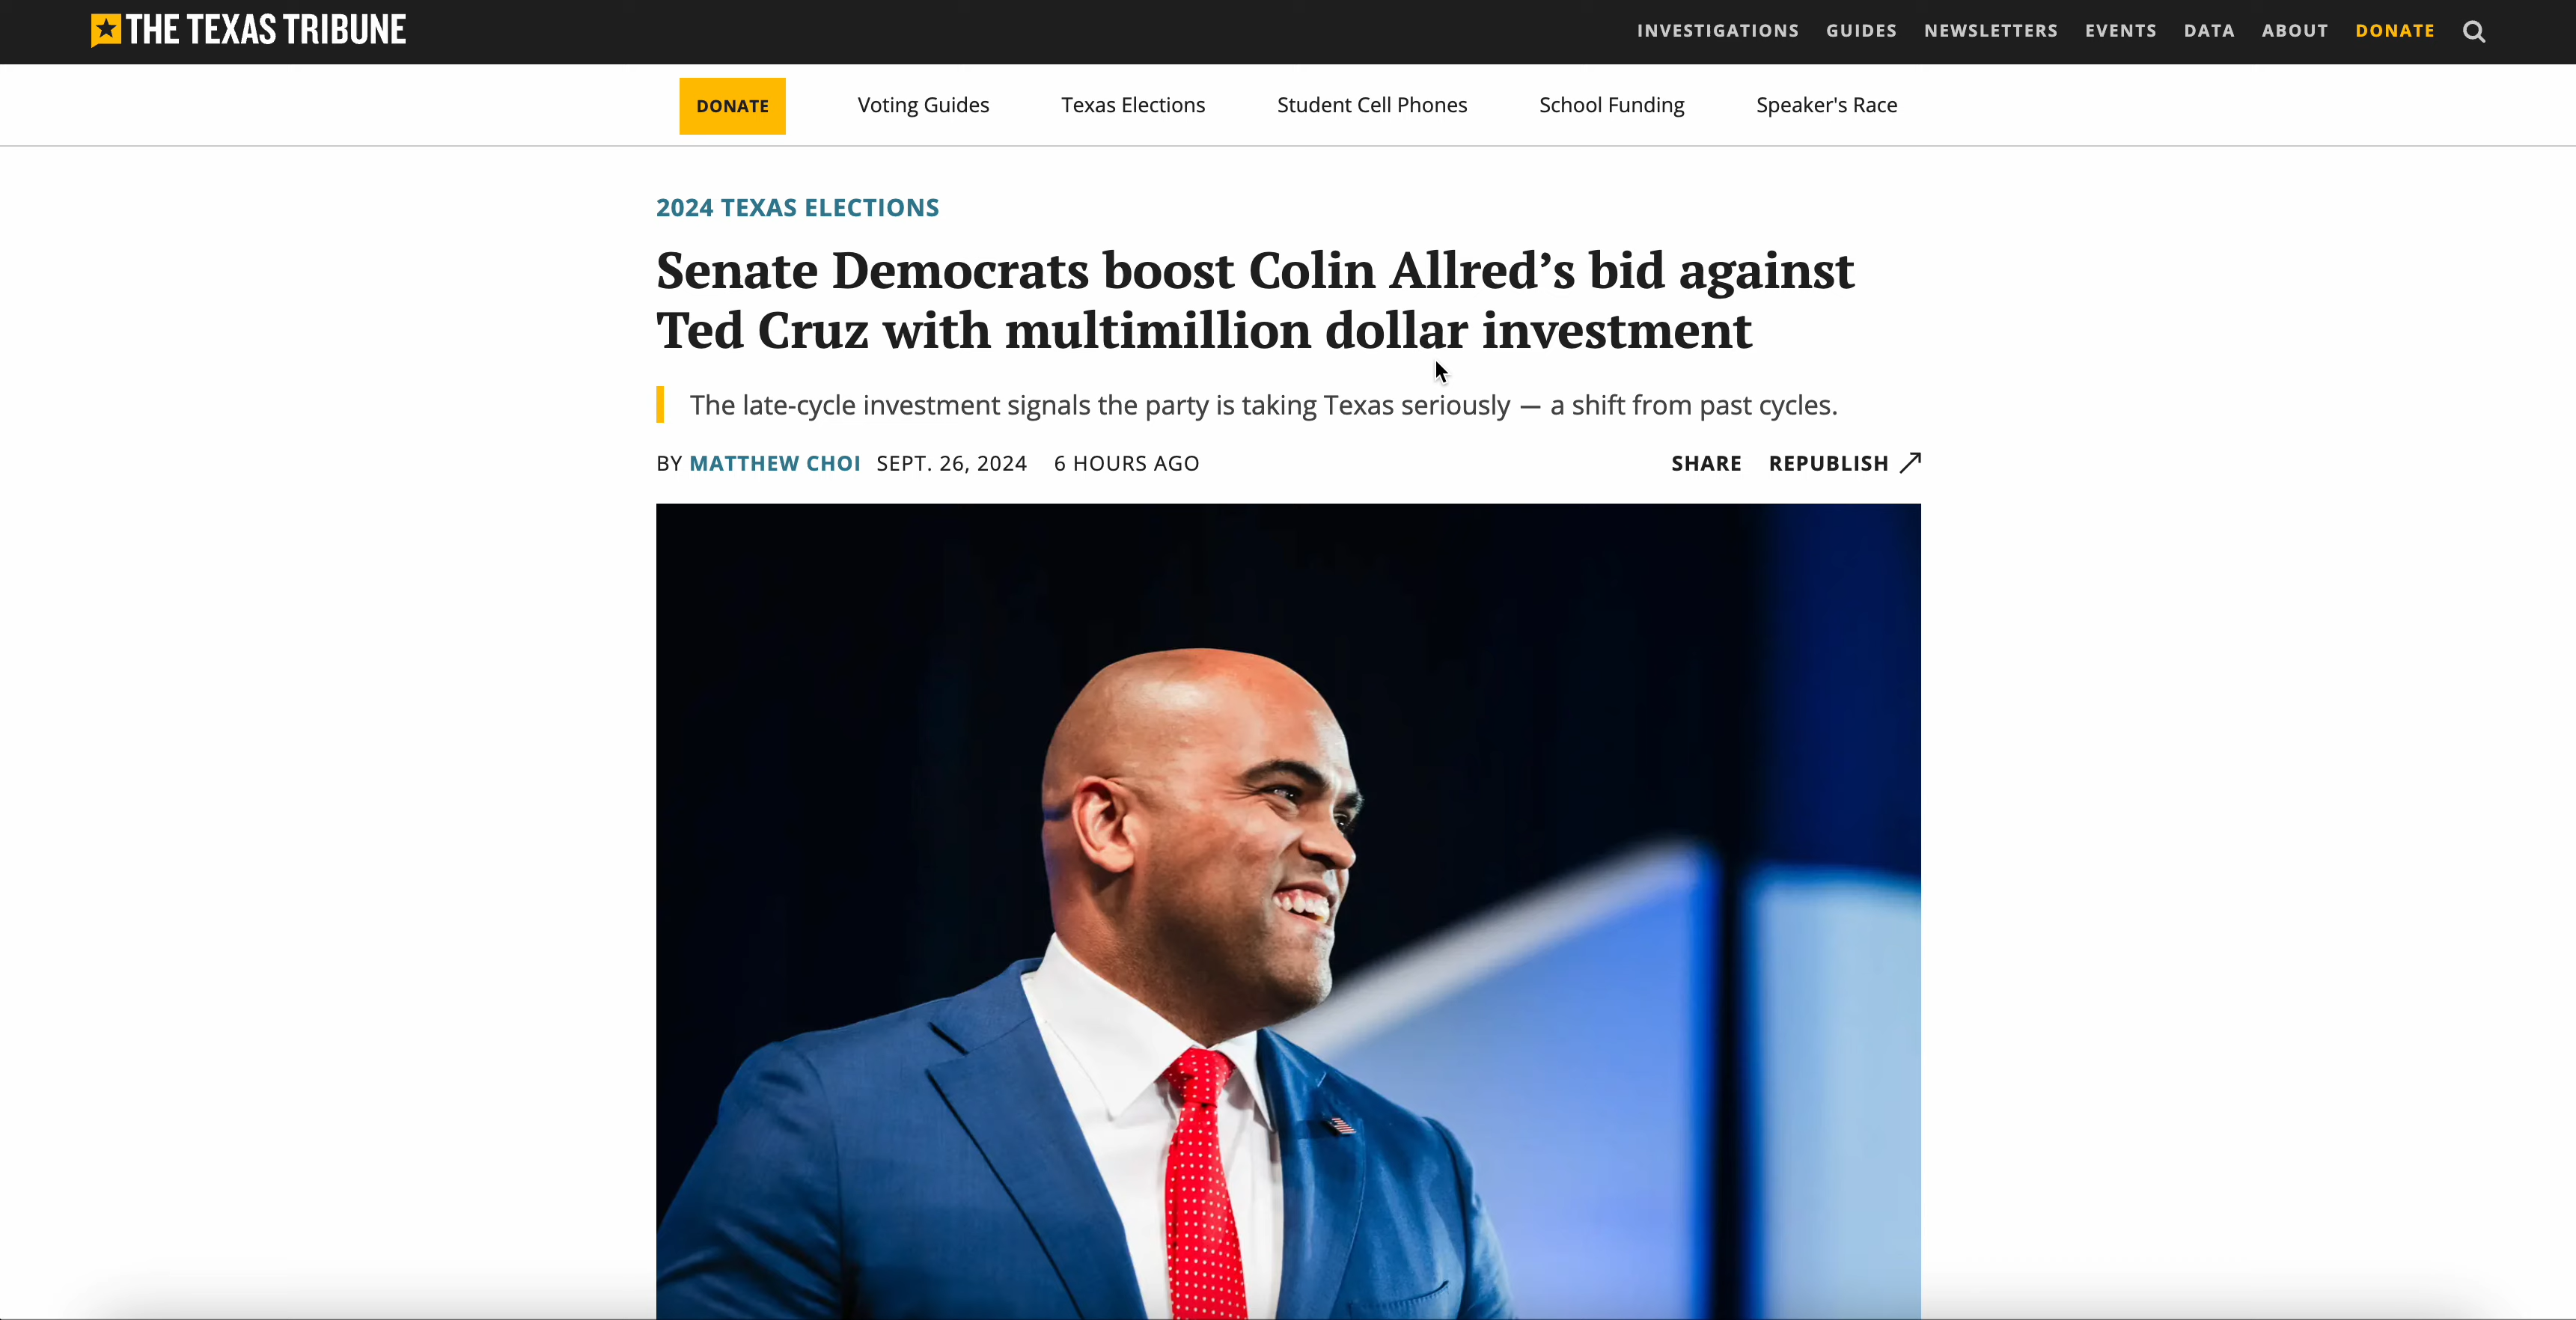 THE TEXAS TRIBUNE
INVESTIGATIONS GUIDES NEWSLETTERS EVENTS DATA ABOUT DONATE
DONATE Voting Guides Texas Elections Student Cell Phones School Funding Speaker's Race
2024 TEXAS ELECTIONS
Senate Democrats boost Colin Allred’s bid against
Ted Cruz with multimillion dollar investment
The late-cycle investment signals the party is taking Texas seriously — a shift from past cycles.
BY MATTHEW CHOI SEPT. 26, 2024 6 HOURS AGO SHARE REPUBLISH